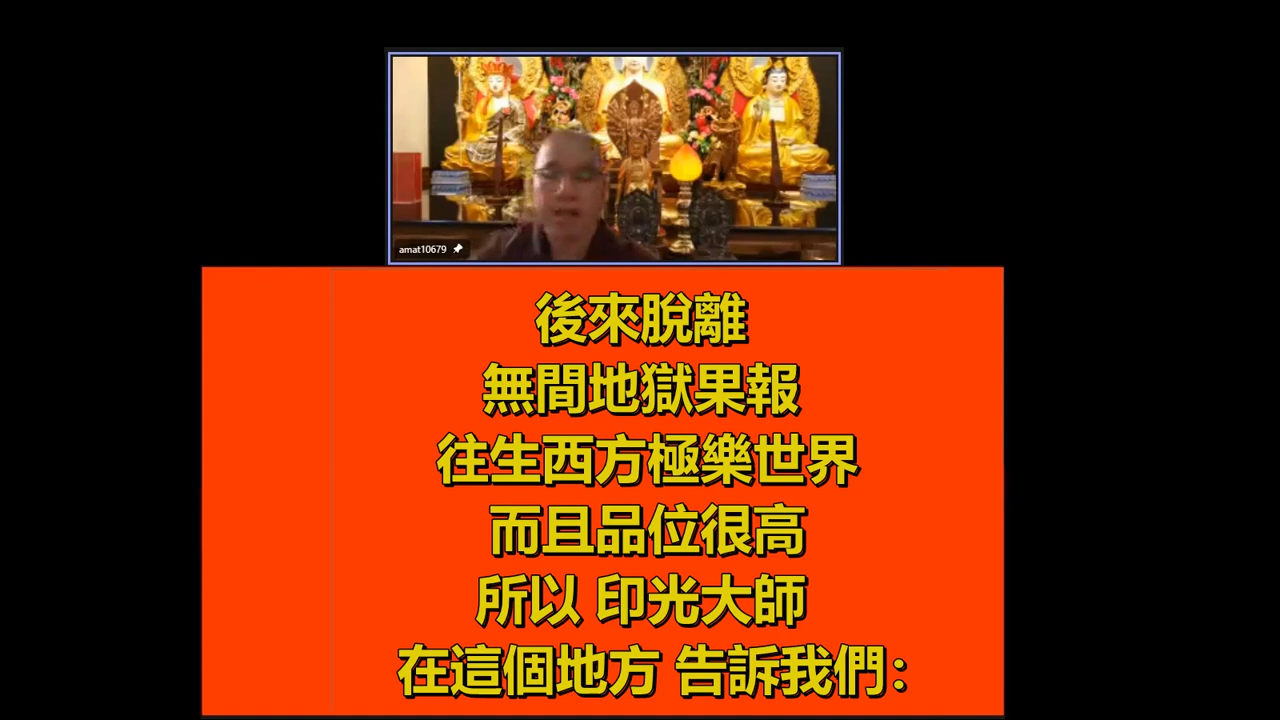 amat10679
後來脫離
無間地獄果報
往生西方極樂世界
而且品位很高
所以 印光大師
在這個地方 告訴我們：